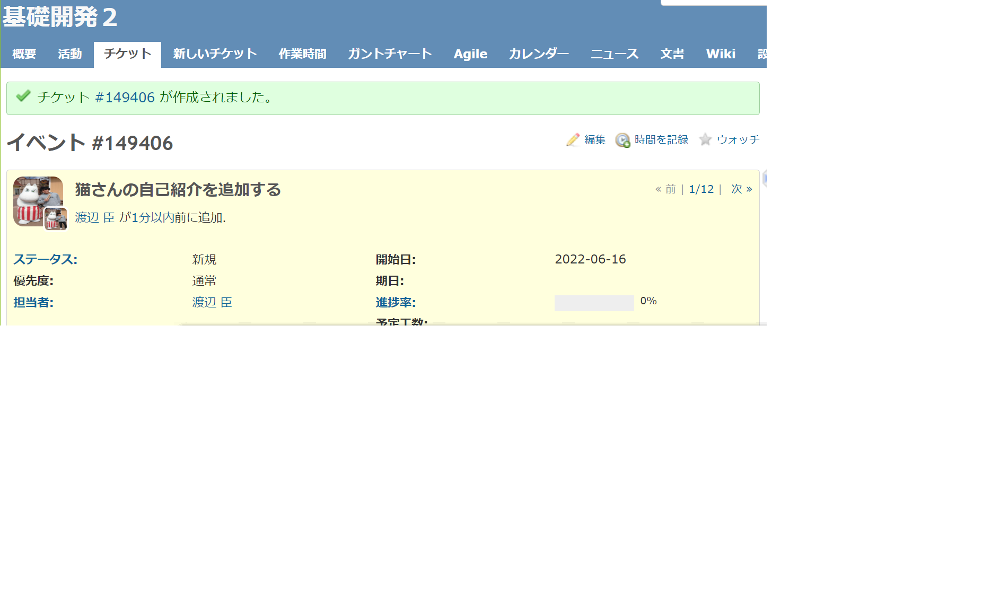 基礎開発２
概要 活動 チケット 新しいチケット 作業時間 ガントチャート Agile カレンダー ニュース 文書 Wiki 設
チケット #149406 が作成されました。
イベント #149406
編集 時間を記録 ウォッチ
猫さんの自己紹介を追加する
« 前 | 1/12 | 次 »
渡辺 臣 が1分以内前に追加.
ステータス: 新規 開始日: 2022-06-16
優先度: 通常 期日:
担当者: 渡辺 臣 進捗率: 0%
予定工数: